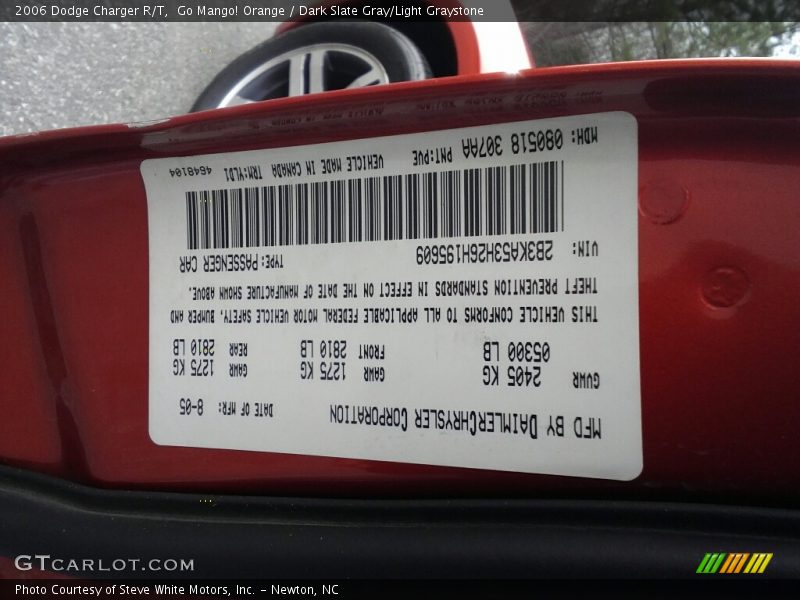 2006 Dodge Charger R/T,  Go Mango! Orange / Dark Slate Gray/Light Graystone
MFD BY DAIMLERCHRYSLER CORPORATION DATE OF MFR: 8-05
GVWR 2405 KG GAWR 1275 KG GAWR 1275 KG
05300 LB FRONT 2810 LB REAR 2810 LB
THIS VEHICLE CONFORMS TO ALL APPLICABLE FEDERAL MOTOR VEHICLE SAFETY, BUMPER AND
THEFT PREVENTION STANDARDS IN EFFECT ON THE DATE OF MANUFACTURE SHOWN ABOVE.
VIN: 2B3KA53H26H195609 TYPE: PASSENGER CAR
MDH: 080518 307AA PNT: PVE VEHICLE MADE IN CANADA TRM: YLD1 4648104
GTCARLOT.COM
Photo Courtesy of Steve White Motors, Inc. – Newton, NC